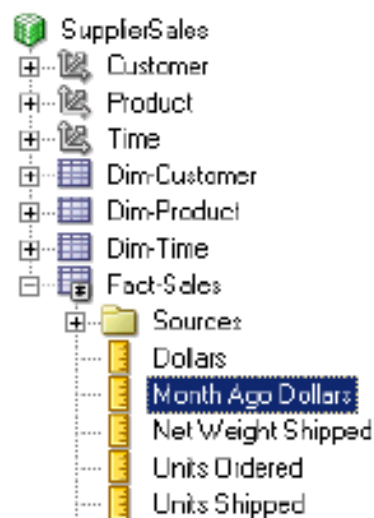 SupplierSales
Customer
Product
Time
Dim-Customer
Dim-Product
Dim-Time
Fact-Sales
Sources
Dollars
Month Ago Dollars
Net Weight Shipped
Units Ordered
Units Shipped